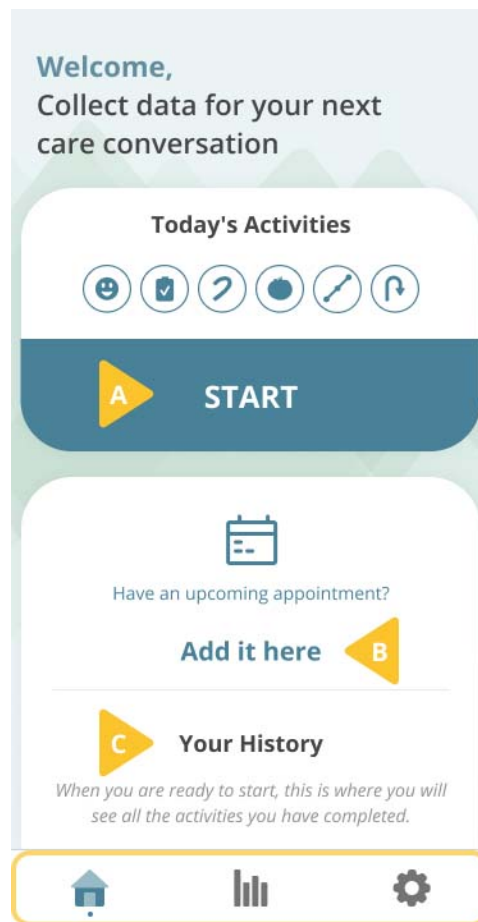 Welcome,
Collect data for your next
care conversation
Today's Activities
A START
Have an upcoming appointment?
Add it here B
C Your History
When you are ready to start, this is where you will
see all the activities you have completed.